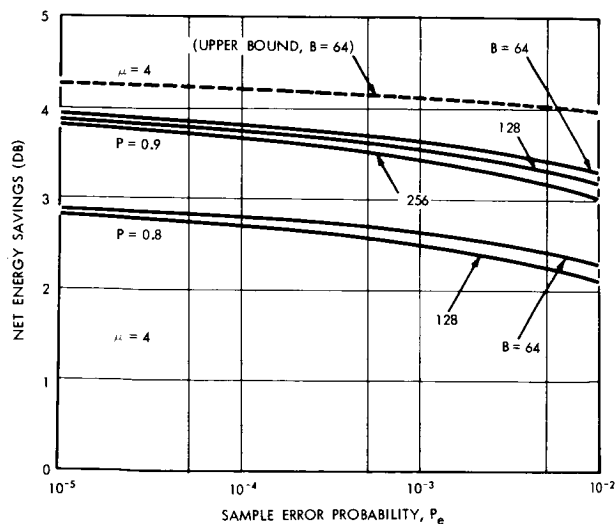 (UPPER BOUND, B = 64)
B = 64
μ = 4
128
P = 0.9
256
P = 0.8
128
B = 64
μ = 4
NET ENERGY SAVINGS (DB)
5
4
3
2
1
0
10⁻⁵
10⁻⁴
10⁻³
10⁻²
SAMPLE ERROR PROBABILITY, Pₑ